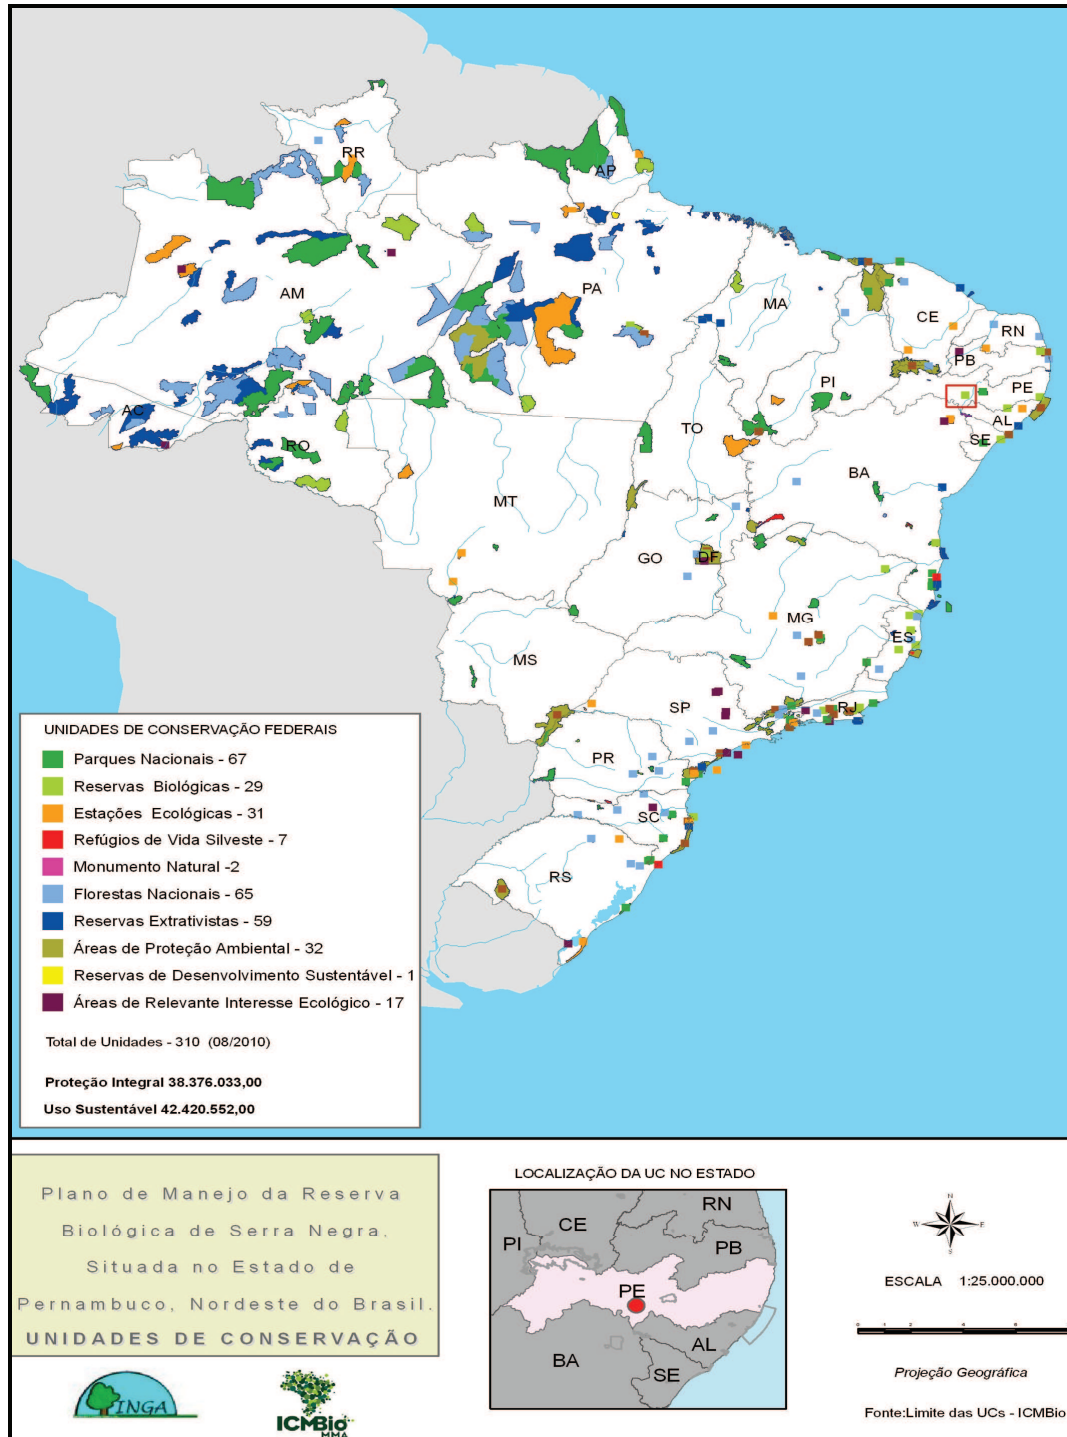 RR
AP
AM
PA
MA
CE
RN
PB
PI
PE
AC
TO
AL
SE
RO
BA
MT
GO
DF
MG
ES
MS
SP
RJ
PR
SC
RS
UNIDADES DE CONSERVAÇÃO FEDERAIS
Parques Nacionais - 67
Reservas Biológicas - 29
Estações Ecológicas - 31
Refúgios de Vida Silveste - 7
Monumento Natural -2
Florestas Nacionais - 65
Reservas Extrativistas - 59
Áreas de Proteção Ambiental - 32
Reservas de Desenvolvimento Sustentável - 1
Áreas de Relevante Interesse Ecológico - 17
Total de Unidades - 310 (08/2010)
Proteção Integral 38.376.033,00
Uso Sustentável 42.420.552,00
Plano de Manejo da Reserva
Biológica de Serra Negra,
Situada no Estado de
Pernambuco, Nordeste do Brasil.
UNIDADES DE CONSERVAÇÃO
INGA
ICMBio
MMA
LOCALIZAÇÃO DA UC NO ESTADO
RN
CE
PI
PB
PE
AL
BA
SE
N
E
S
ESCALA 1:25.000.000
Projeção Geográfica
Fonte:Limite das UCs - ICMBio